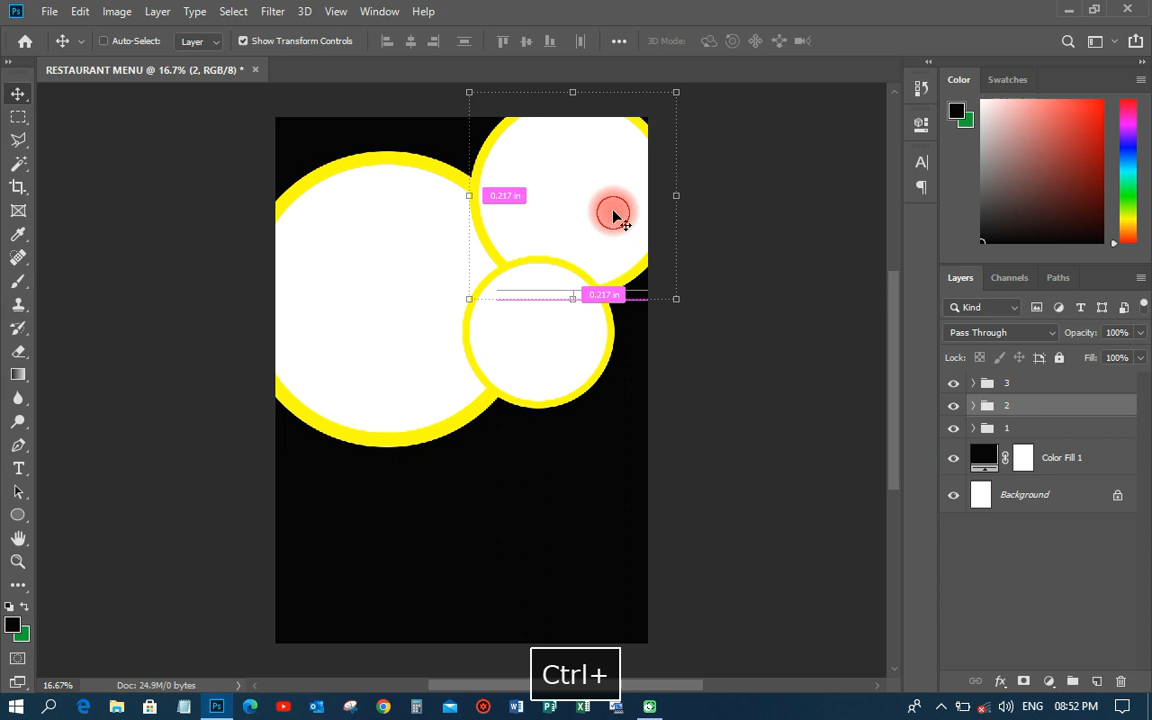 Ps File Edit Image Layer Type Select Filter 3D View Window Help
Auto-Select: Layer Show Transform Controls 3D Mode:
RESTAURANT MENU @ 16.7% (2, RGB/8) *
Color Swatches
0.217 in
0.217 in
Layers Channels Paths
Kind
Pass Through Opacity: 100%
Lock: Fill: 100%
3
2
1
Color Fill 1
Background
Ctrl+
16.67% Doc: 24.9M/0 bytes
ENG 08:52 PM